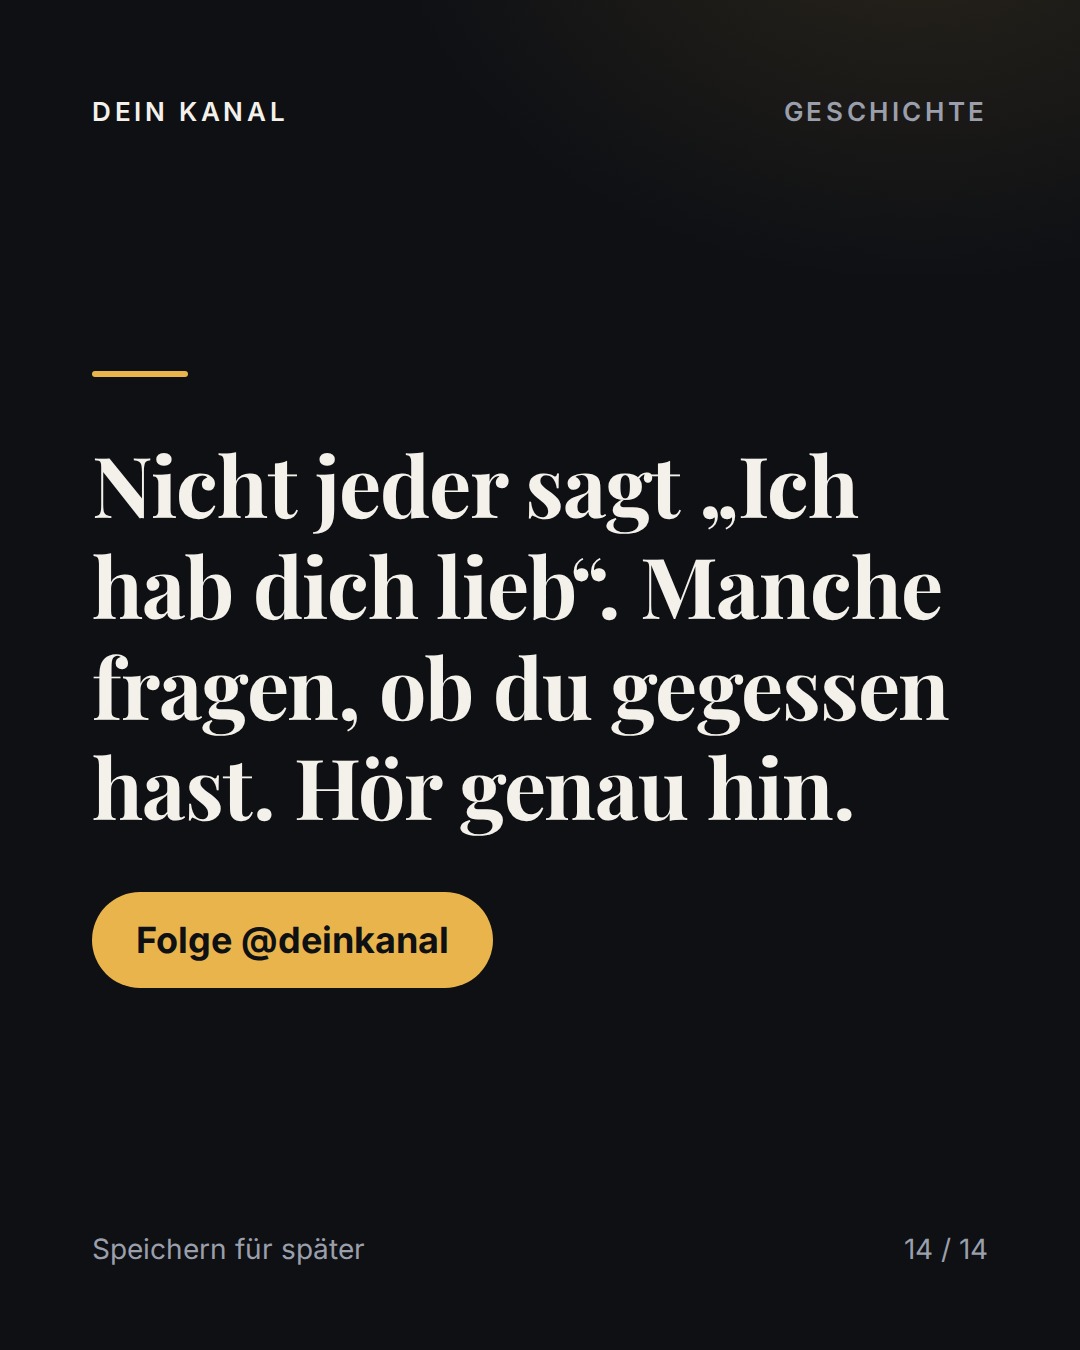 DEIN KANAL
GESCHICHTE
Nicht jeder sagt „Ich
hab dich lieb“. Manche
fragen, ob du gegessen
hast. Hör genau hin.
Folge @deinkanal
Speichern für später
14 / 14